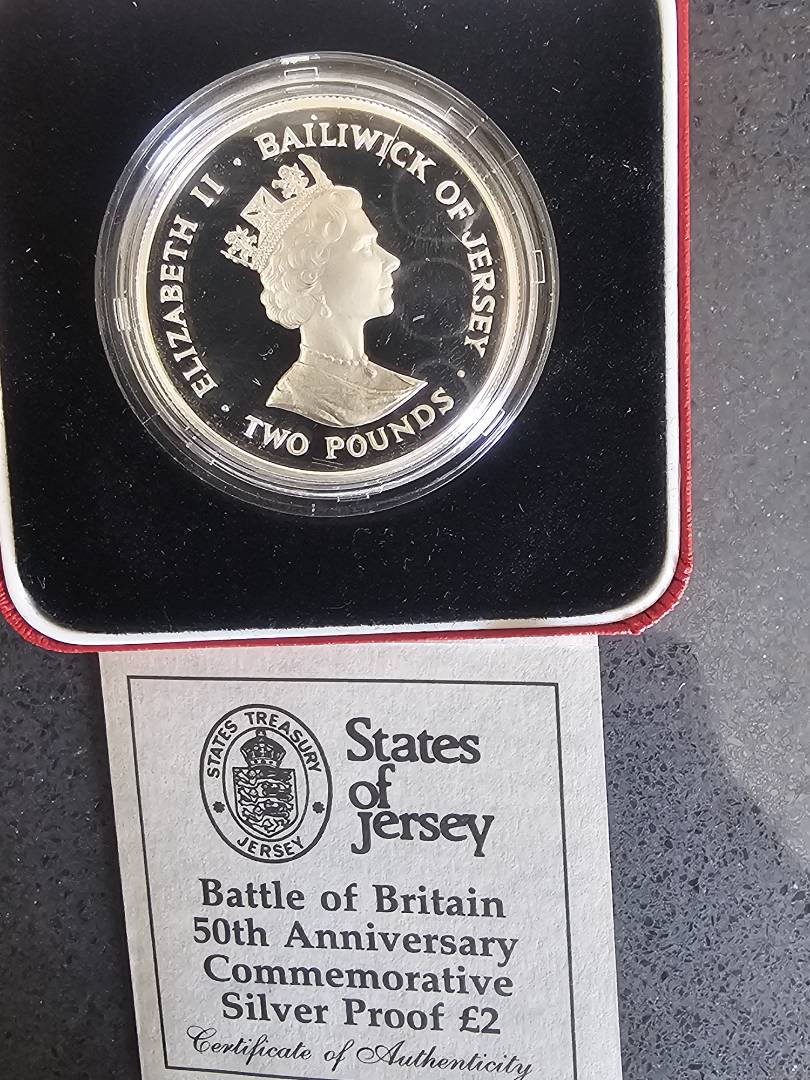 ELIZABETH II · BAILIWICK OF JERSEY ·
TWO POUNDS ·
STATES TREASURY
JERSEY
States
of
Jersey
Battle of Britain
50th Anniversary
Commemorative
Silver Proof £2
Certificate of Authenticity